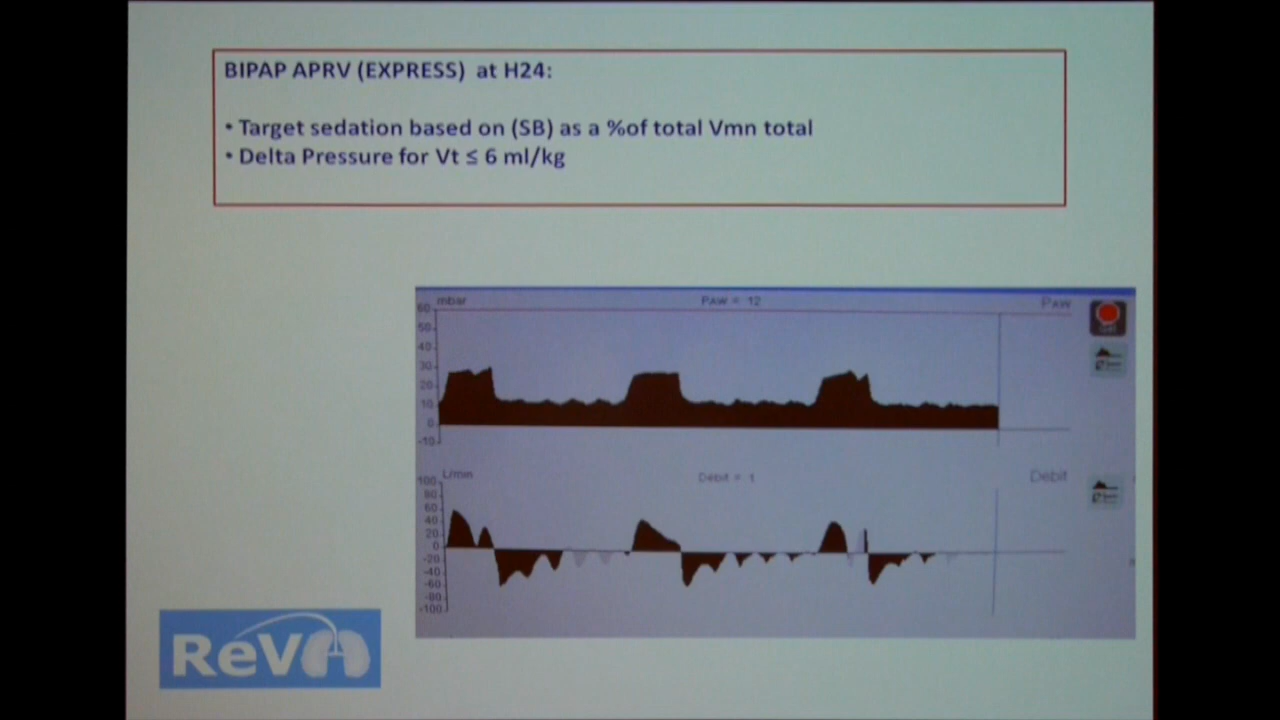 BIPAP APRV (EXPRESS) at H24:
• Target sedation based on (SB) as a %of total Vmn total
• Delta Pressure for Vt ≤ 6 ml/kg
mbar
Paw = 12
Paw
60
50
40
30
20
10
0
-10
L/min
Débit = 1
Débit
100
80
60
40
20
0
-20
-40
-60
-80
-100
ReVA